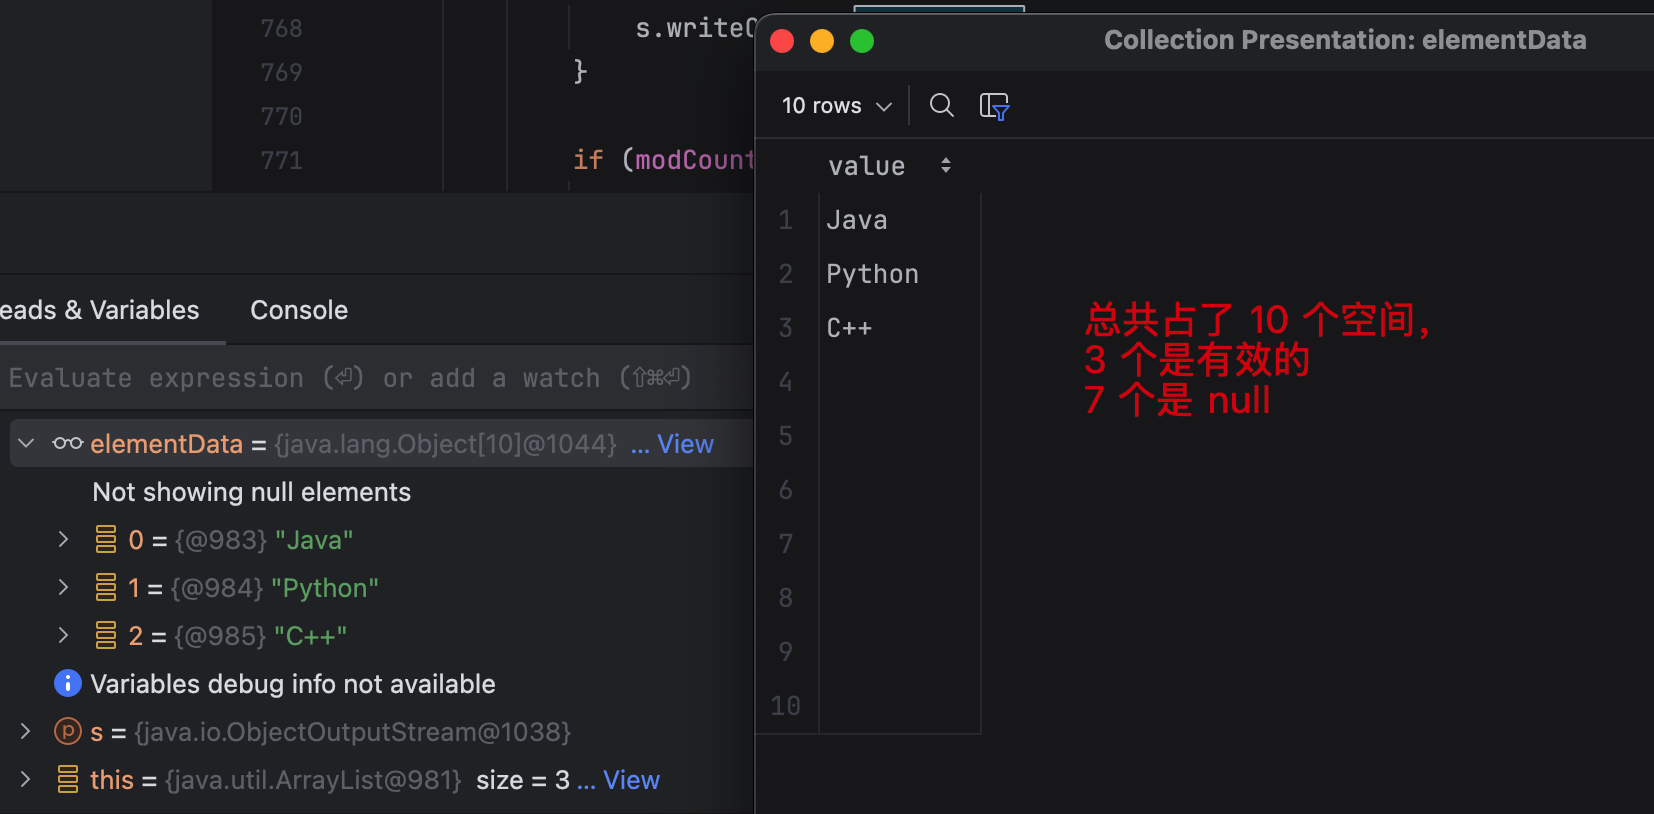 768
s.writeO
769
}
770
771
if (modCount
eads & Variables
Console
Evaluate expression (⏎) or add a watch (⇧⌘⏎)
elementData = {java.lang.Object[10]@1044} ... View
Not showing null elements
0 = {@983} "Java"
1 = {@984} "Python"
2 = {@985} "C++"
Variables debug info not available
s = {java.io.ObjectOutputStream@1038}
this = {java.util.ArrayList@981} size = 3 ... View
Collection Presentation: elementData
10 rows
value
1 Java
2 Python
3 C++
4
5
6
7
8
9
10
总共占了 10 个空间，
3 个是有效的
7 个是 null